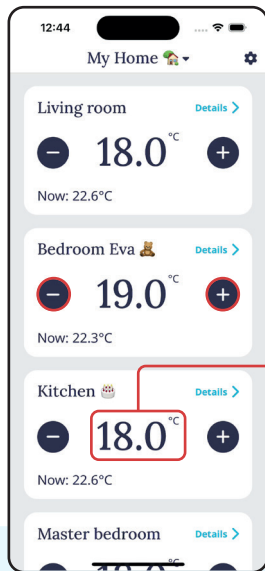 12:44
My Home
Living room Details
18.0 °C
Now: 22.6°C
Bedroom Eva Details
19.0 °C
Now: 22.3°C
Kitchen Details
18.0 °C
Now: 22.6°C
Master bedroom Details
°C